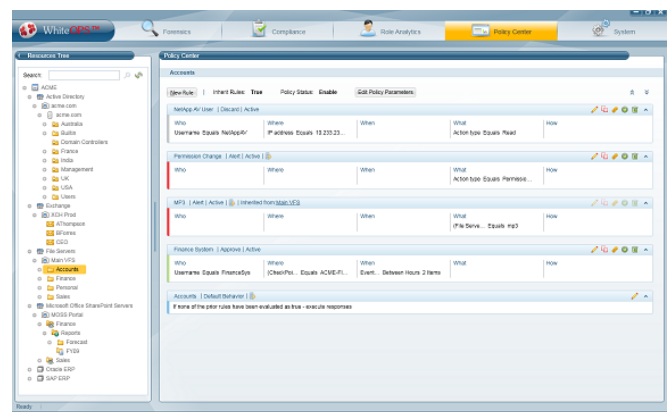 WhiteOPS™
Forensics
Compliance
Role Analytics
Policy Center
System
Resources Tree
Search:
ACME
Active Directory
acme.com
acme.com
Australia
Builtin
Domain Controllers
France
India
Management
UK
USA
Users
Exchange
XCH Prod
AThompson
BTorres
CEO
File Servers
Main VFS
Accounts
Finance
Personal
Sales
Microsoft Office SharePoint Servers
MOSS Portal
Finance
Reports
Forecast
FY09
Sales
Oracle ERP
SAP ERP
Policy Center
Accounts
New Rule | Inherit Rules: True Policy Status: Enable Edit Policy Parameters
NetApp AV User | Discard | Active
Who Where When What How
Username Equals NetApp/AV IP address Equals 10.233.23... Action type Equals Read
Permission Change | Alert | Active |
Who Where When What How
Action type Equals Permissio...
MP3 | Alert | Active | | Inherited from Main VFS
Who Where When What How
(File Serve... Equals mp3
Finance System | Approve | Active
Who Where When What How
Username Equals FinanceSys (CheckPoi... Equals ACME-FI... Event... Between Hours 2 Items
Accounts | Default Behavior |
If none of the prior rules have been evaluated as true - execute responses
Ready